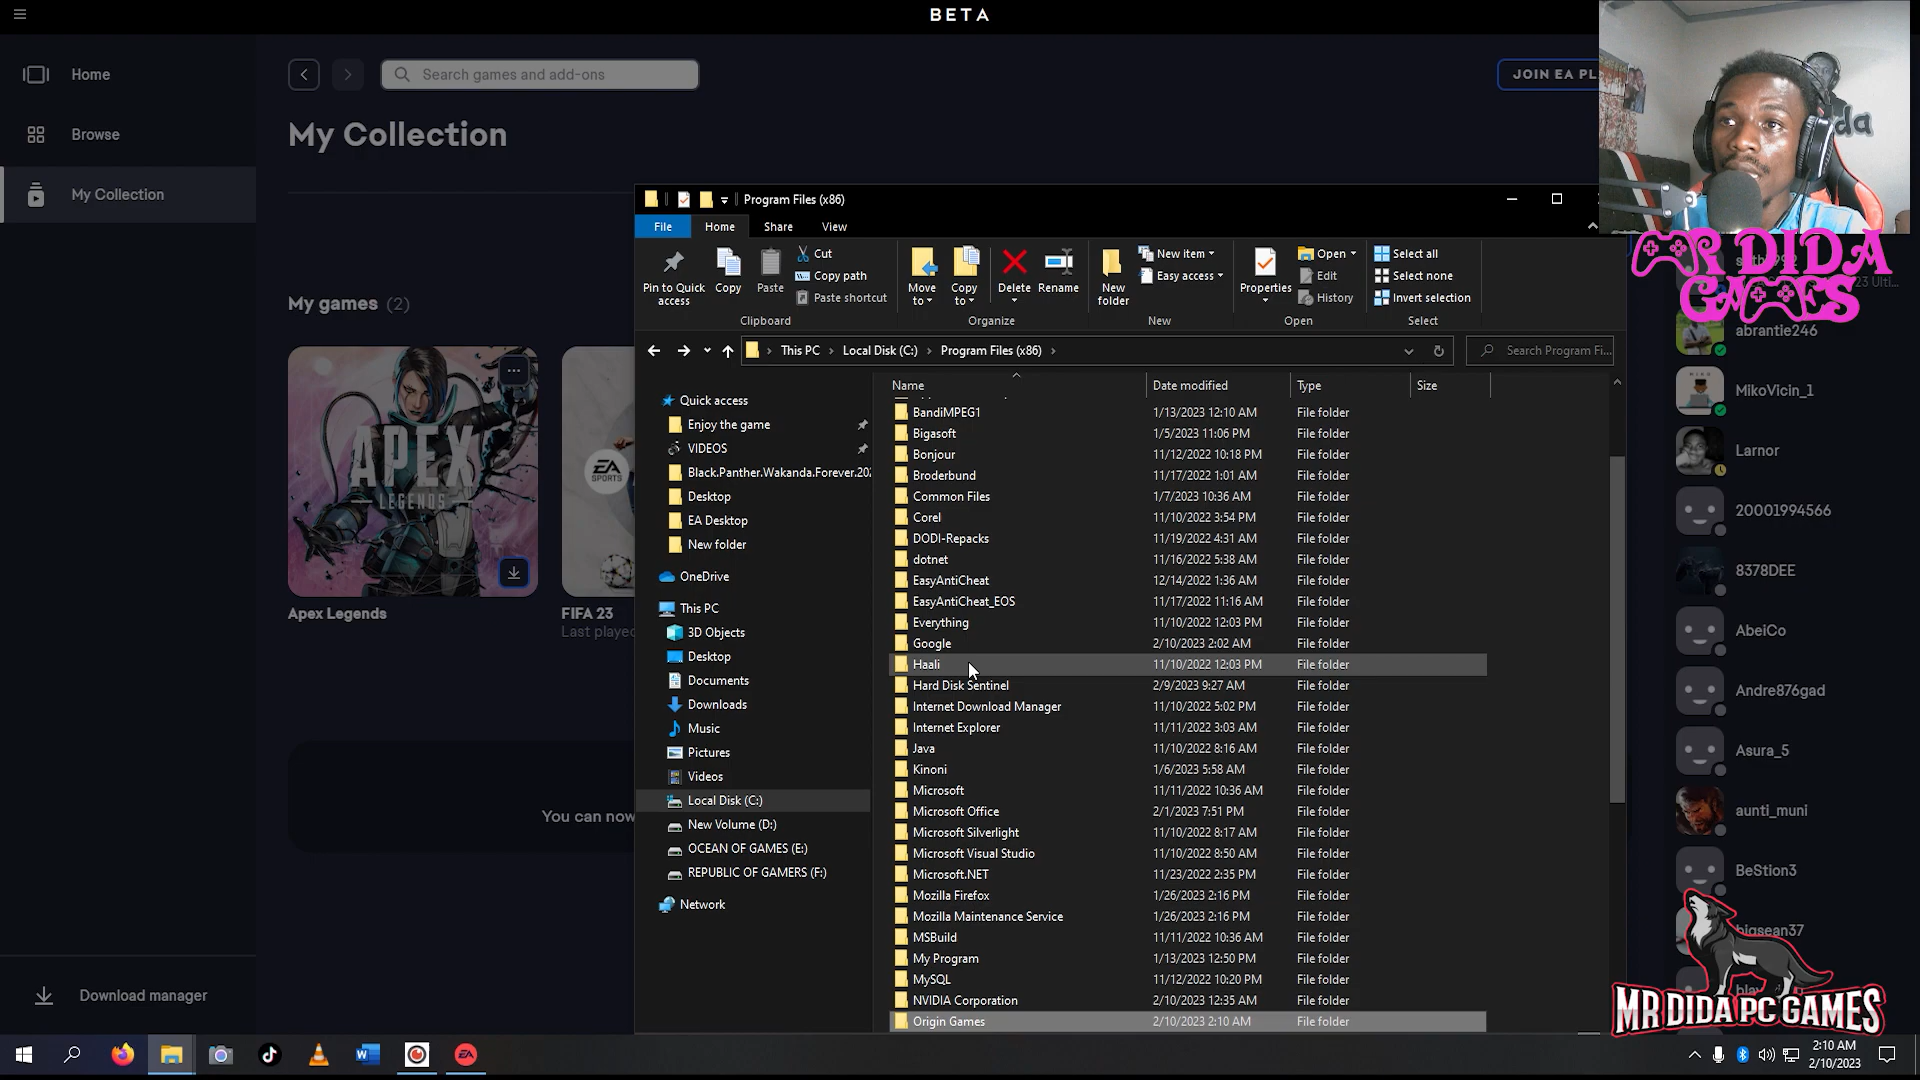 BETA
Home
Browse
My Collection
Download manager
Search games and add-ons
JOIN EA PL
My Collection
My games (2)
APEX
LEGENDS
Apex Legends
EA
SPORTS
FIFA 23
Last played
You can now
Program Files (x86)
File
Home
Share
View
Pin to Quick
access
Copy
Paste
Cut
Copy path
Paste shortcut
Clipboard
Move
to
Copy
to
Delete
Rename
Organize
New
folder
New item
Easy access
New
Properties
Open
Edit
History
Open
Select all
Select none
Invert selection
Select
This PC
Local Disk (C:)
Program Files (x86)
Search Program Fi...
Quick access
Enjoy the game
VIDEOS
Black.Panther.Wakanda.Forever.202
Desktop
EA Desktop
New folder
OneDrive
This PC
3D Objects
Desktop
Documents
Downloads
Music
Pictures
Videos
Local Disk (C:)
New Volume (D:)
OCEAN OF GAMES (E:)
REPUBLIC OF GAMERS (F:)
Network
Name Date modified Type Size
BandiMPEG1 1/13/2023 12:10 AM File folder
Bigasoft 1/5/2023 11:06 PM File folder
Bonjour 11/12/2022 10:18 PM File folder
Broderbund 11/17/2022 1:01 AM File folder
Common Files 1/7/2023 10:36 AM File folder
Corel 11/10/2022 3:54 PM File folder
DODI-Repacks 11/19/2022 4:31 AM File folder
dotnet 11/16/2022 5:38 AM File folder
EasyAntiCheat 12/14/2022 1:36 AM File folder
EasyAntiCheat_EOS 11/17/2022 11:16 AM File folder
Everything 11/10/2022 12:03 PM File folder
Google 2/10/2023 2:02 AM File folder
Haali 11/10/2022 12:03 PM File folder
Hard Disk Sentinel 2/9/2023 9:27 AM File folder
Internet Download Manager 11/10/2022 5:02 PM File folder
Internet Explorer 11/11/2022 3:03 AM File folder
Java 11/10/2022 8:16 AM File folder
Kinoni 1/6/2023 5:58 AM File folder
Microsoft 11/11/2022 10:36 AM File folder
Microsoft Office 2/1/2023 7:51 PM File folder
Microsoft Silverlight 11/10/2022 8:17 AM File folder
Microsoft Visual Studio 11/10/2022 8:50 AM File folder
Microsoft.NET 11/23/2022 2:35 PM File folder
Mozilla Firefox 1/26/2023 2:16 PM File folder
Mozilla Maintenance Service 1/26/2023 2:16 PM File folder
MSBuild 11/11/2022 10:36 AM File folder
My Program 1/13/2023 12:50 PM File folder
MySQL 11/12/2022 10:20 PM File folder
NVIDIA Corporation 2/10/2023 12:35 AM File folder
Origin Games 2/10/2023 2:10 AM File folder
da
MR DIDA
GAMES
abrantie246
MikoVicin_1
Larnor
20001994566
8378DEE
AbeiCo
Andre876gad
Asura_5
aunti_muni
BeStion3
bigsean37
MR DIDA PC GAMES
2:10 AM
2/10/2023